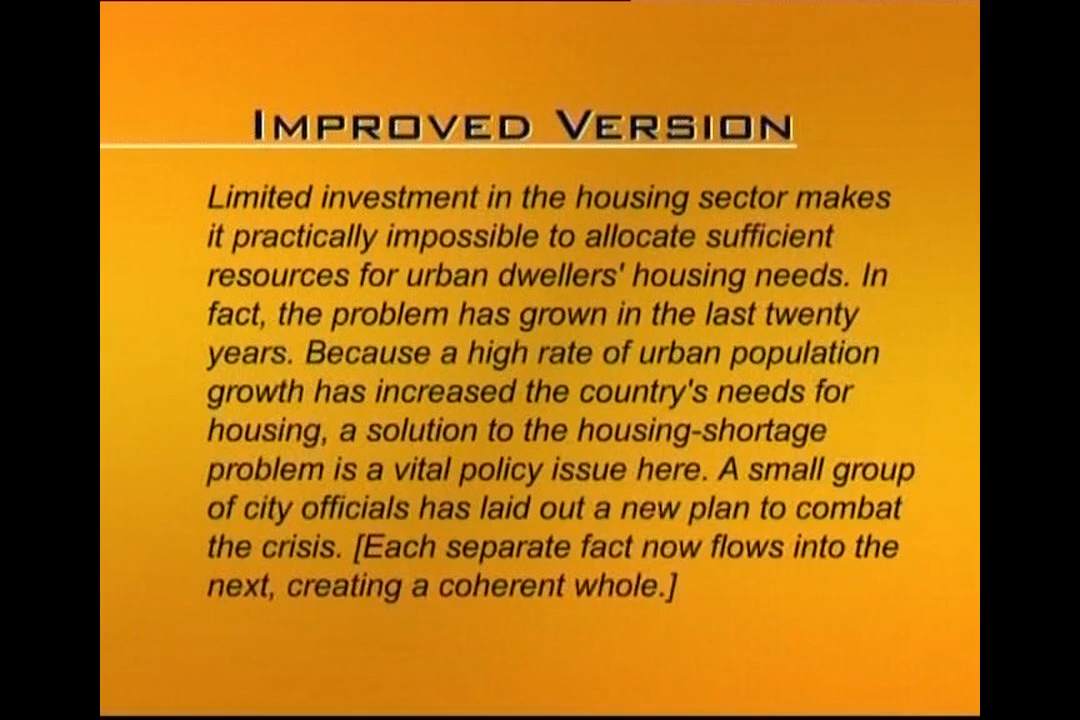 IMPROVED VERSION
Limited investment in the housing sector makes
it practically impossible to allocate sufficient
resources for urban dwellers' housing needs. In
fact, the problem has grown in the last twenty
years. Because a high rate of urban population
growth has increased the country's needs for
housing, a solution to the housing-shortage
problem is a vital policy issue here. A small group
of city officials has laid out a new plan to combat
the crisis. [Each separate fact now flows into the
next, creating a coherent whole.]